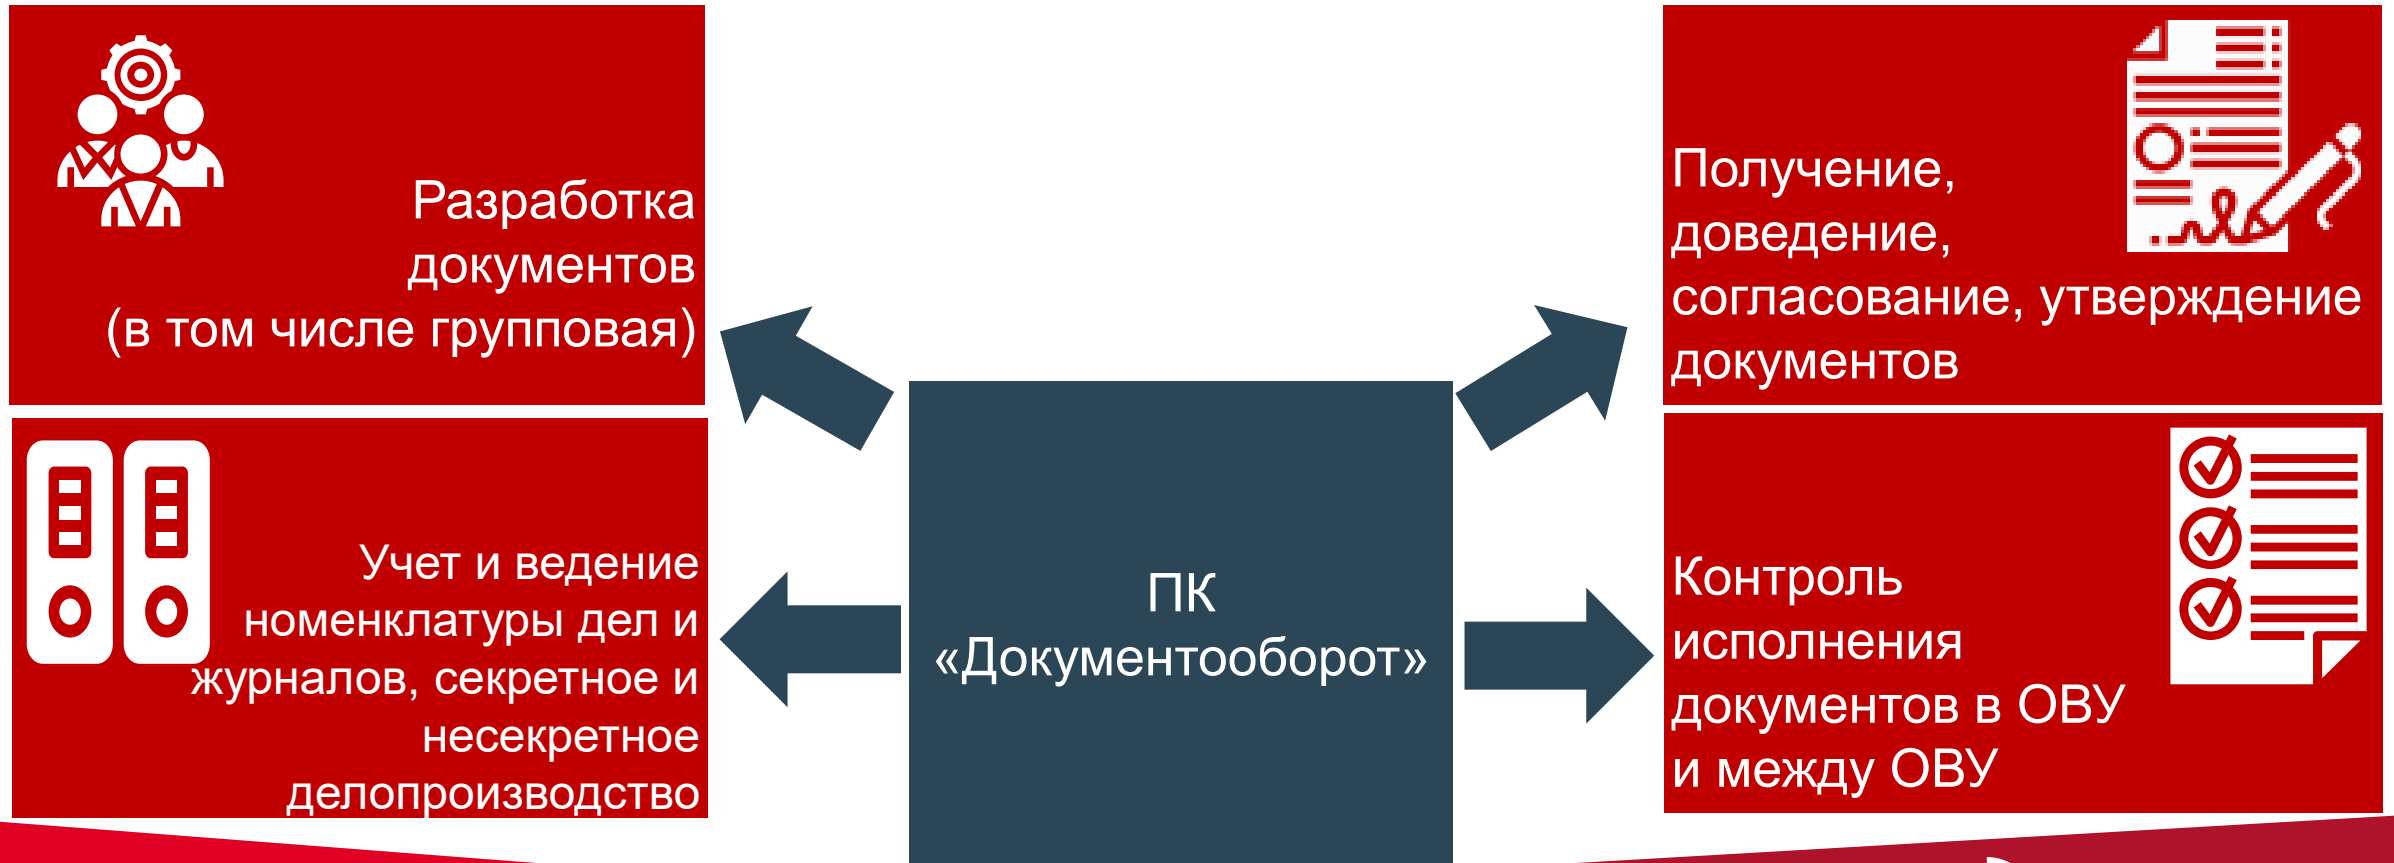 Разработка
документов
(в том числе групповая)
Получение,
доведение,
согласование, утверждение
документов
Учет и ведение
номенклатуры дел и
журналов, секретное и
несекретное
делопроизводство
ПК
«Документооборот»
Контроль
исполнения
документов в ОВУ
и между ОВУ